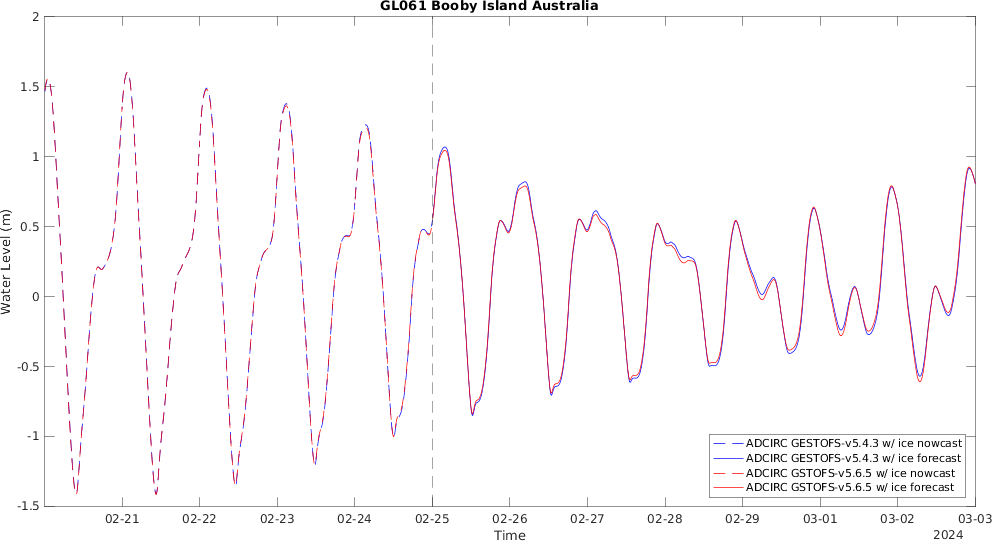 GL061 Booby Island Australia
2
1.5
1
0.5
0
-0.5
-1
-1.5
Water Level (m)
ADCIRC GESTOFS-v5.4.3 w/ ice nowcast
ADCIRC GESTOFS-v5.4.3 w/ ice forecast
ADCIRC GSTOFS-v5.6.5 w/ ice nowcast
ADCIRC GSTOFS-v5.6.5 w/ ice forecast
02-21 02-22 02-23 02-24 02-25 02-26 02-27 02-28 02-29 03-01 03-02 03-03
Time
2024